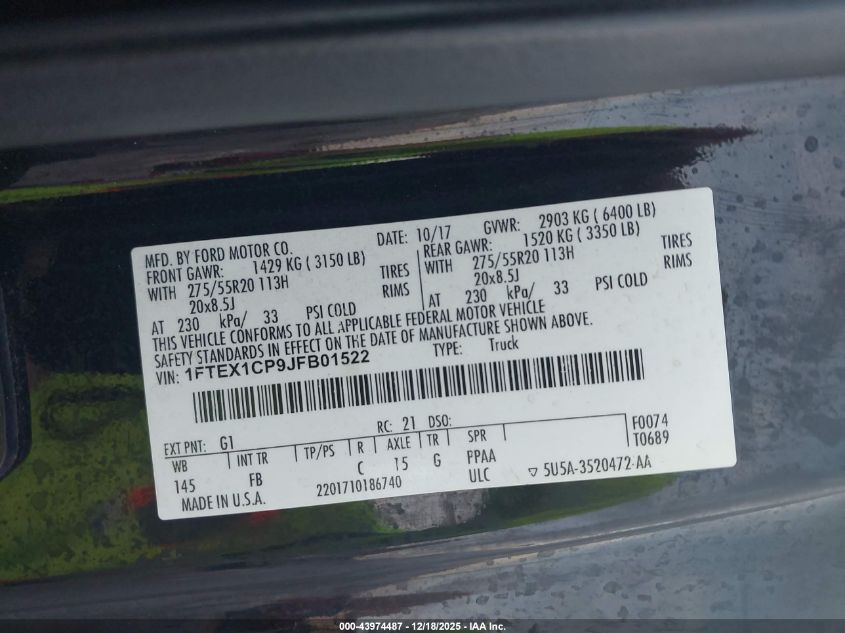 MFD. BY FORD MOTOR CO. DATE: 10/17 GVWR: 2903 KG ( 6400 LB)
FRONT GAWR: 1429 KG ( 3150 LB) REAR GAWR: 1520 KG ( 3350 LB)
WITH 275/55R20 113H TIRES WITH 275/55R20 113H TIRES
20x8.5J RIMS 20x8.5J RIMS
AT 230 kPa/ 33 PSI COLD AT 230 kPa/ 33 PSI COLD
THIS VEHICLE CONFORMS TO ALL APPLICABLE FEDERAL MOTOR VEHICLE
SAFETY STANDARDS IN EFFECT ON THE DATE OF MANUFACTURE SHOWN ABOVE.
VIN: 1FTEX1CP9JFB01522 TYPE: Truck
EXT PNT: G1 RC: 21 DSO: F0074
WB INT TR TP/PS R AXLE TR SPR T0689
145 FB C 15 G PPAA
MADE IN U.S.A. 2201710186740 ULC ▽ 5U5A-3520472-AA
000-43974487 - 12/18/2025 - IAA Inc.